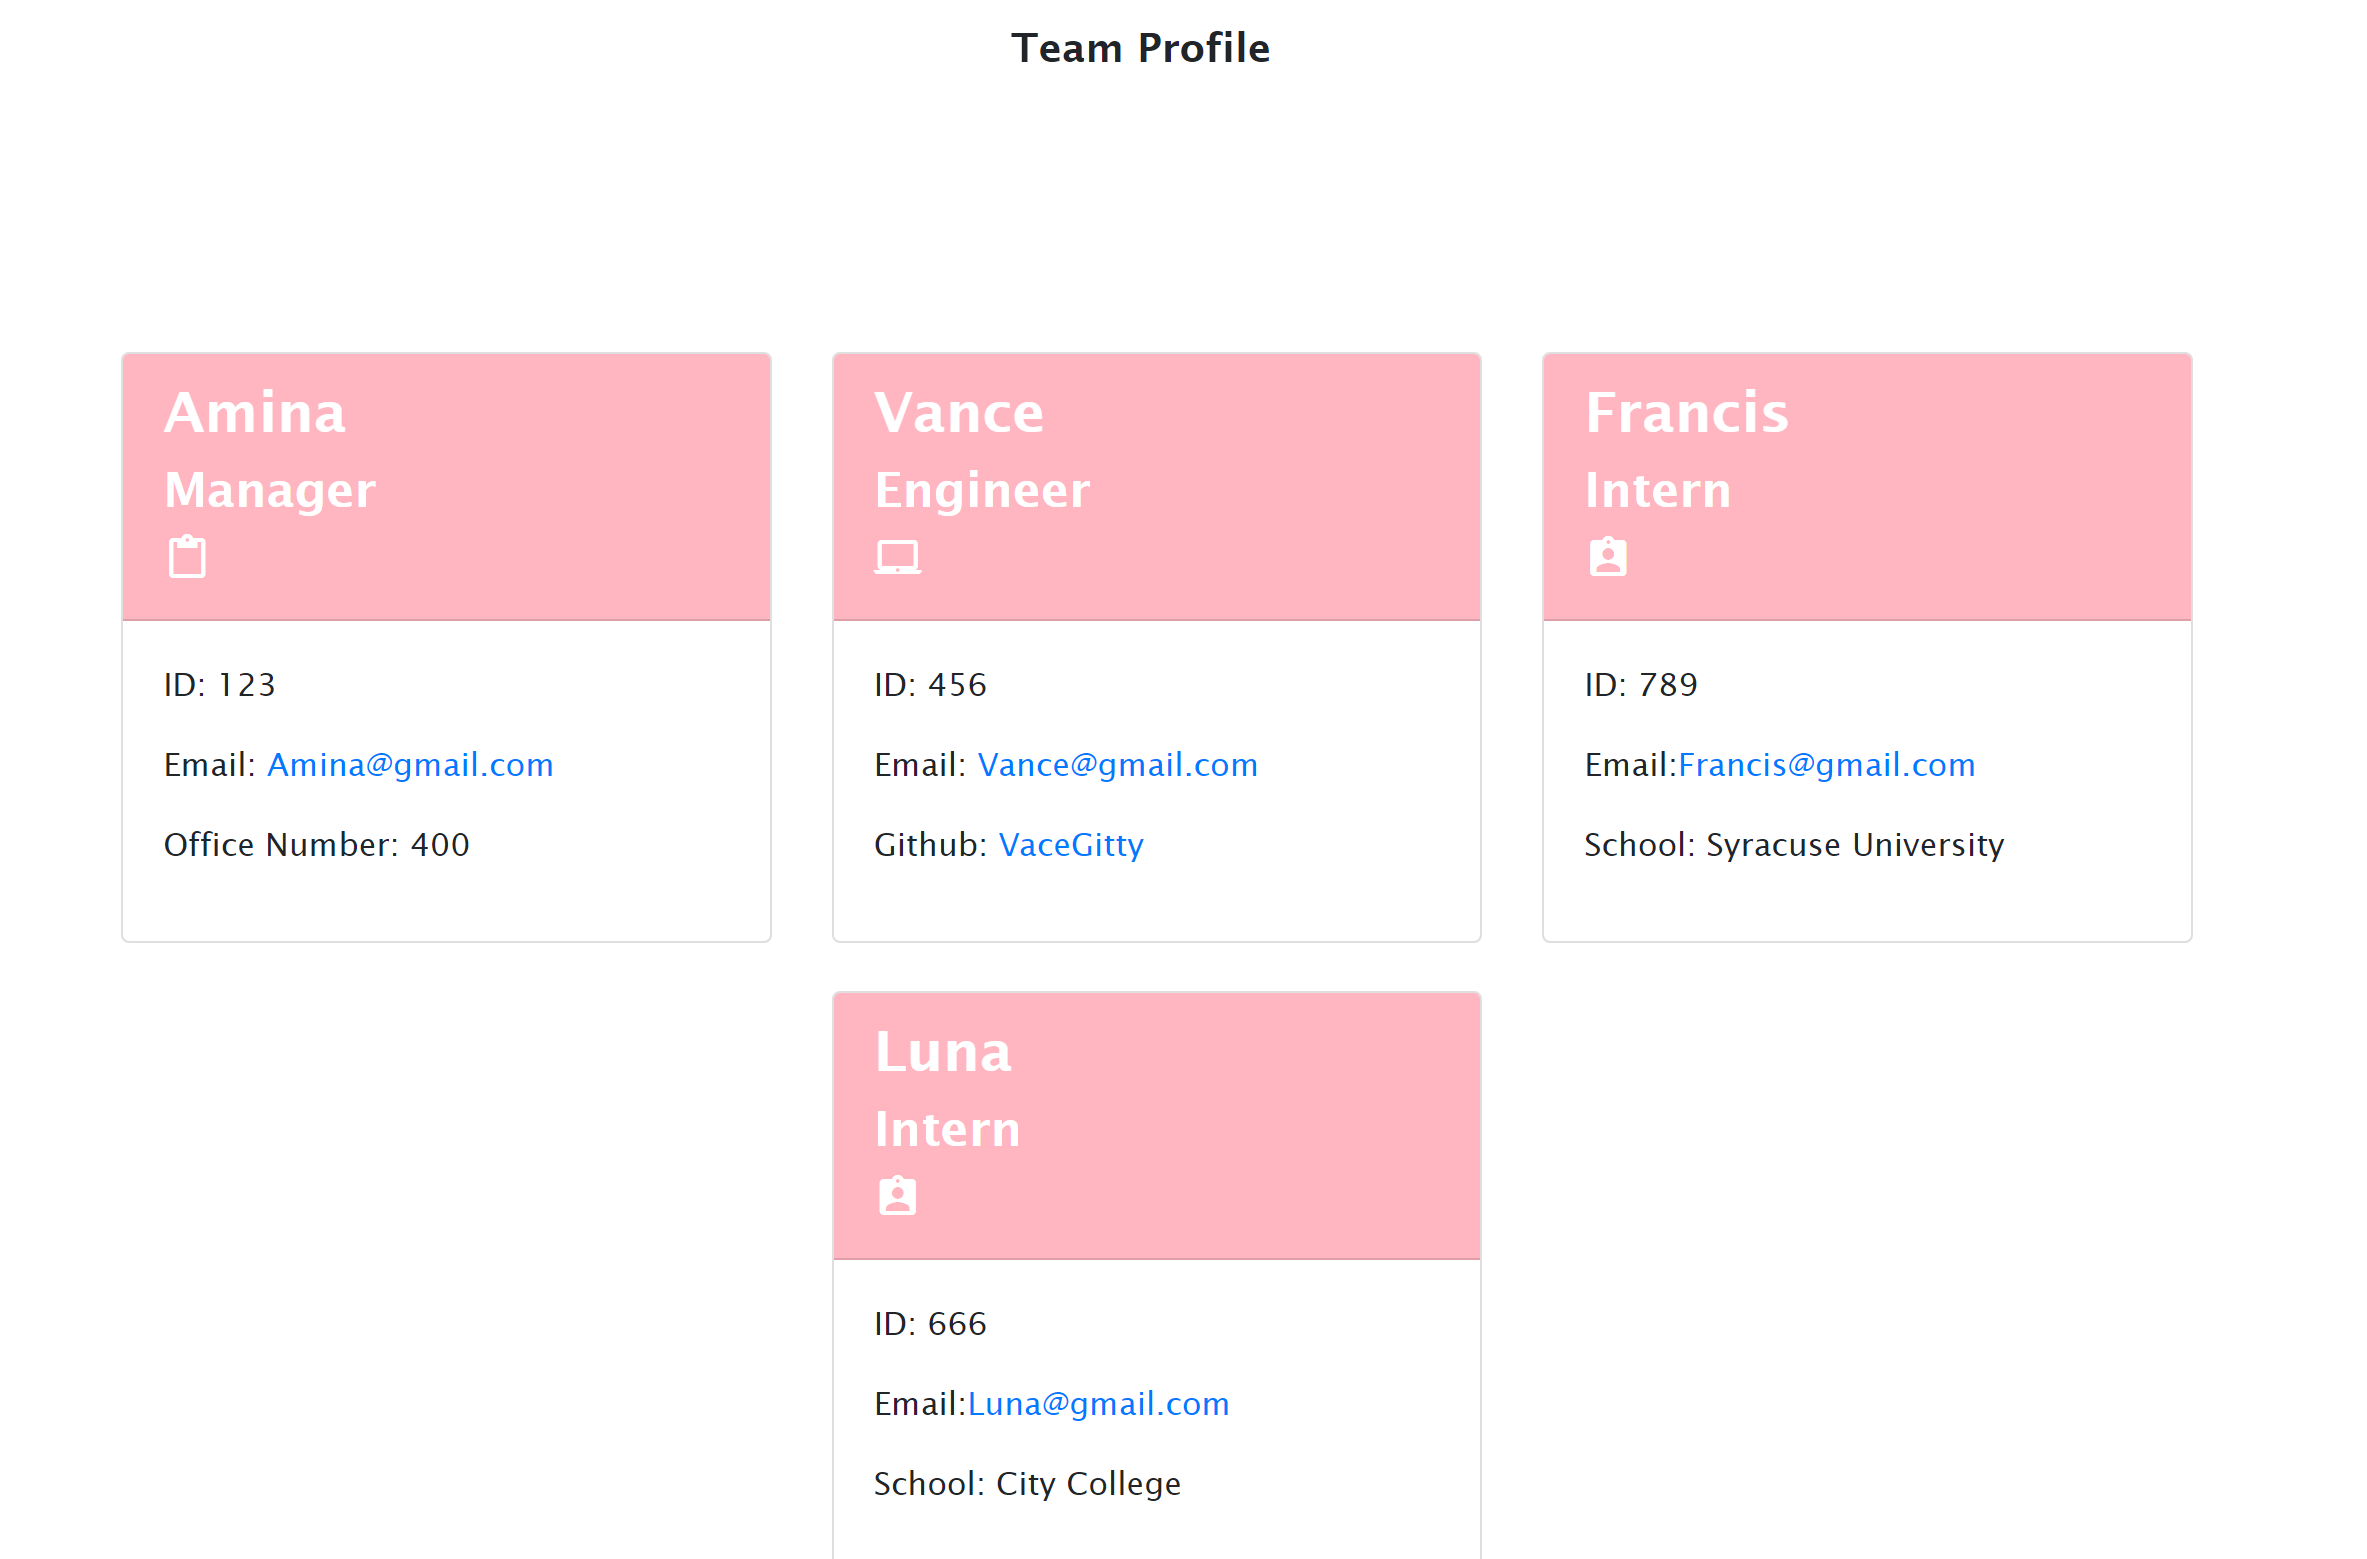 Team Profile
Amina
Manager
ID: 123
Email: Amina@gmail.com
Office Number: 400
Vance
Engineer
ID: 456
Email: Vance@gmail.com
Github: VaceGitty
Francis
Intern
ID: 789
Email:Francis@gmail.com
School: Syracuse University
Luna
Intern
ID: 666
Email:Luna@gmail.com
School: City College